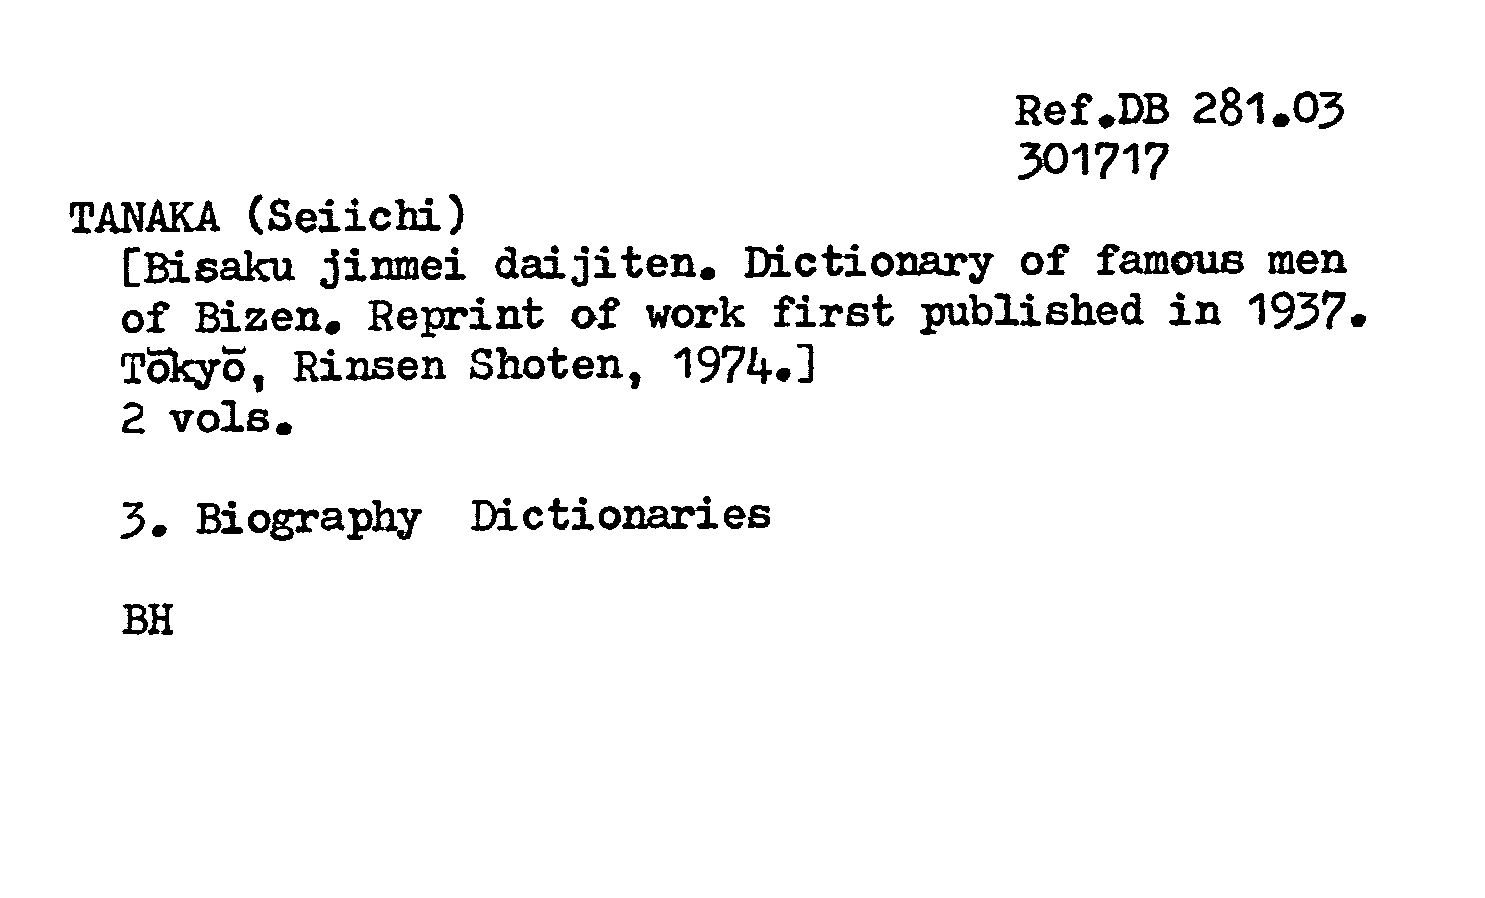 Ref.DB 281.03
301717
TANAKA (Seiichi)
[Bisaku jinmei daijiten. Dictionary of famous men
of Bizen. Reprint of work first published in 1937.
Tōkyō, Rinsen Shoten, 1974.]
2 vols.
3. Biography Dictionaries
BH